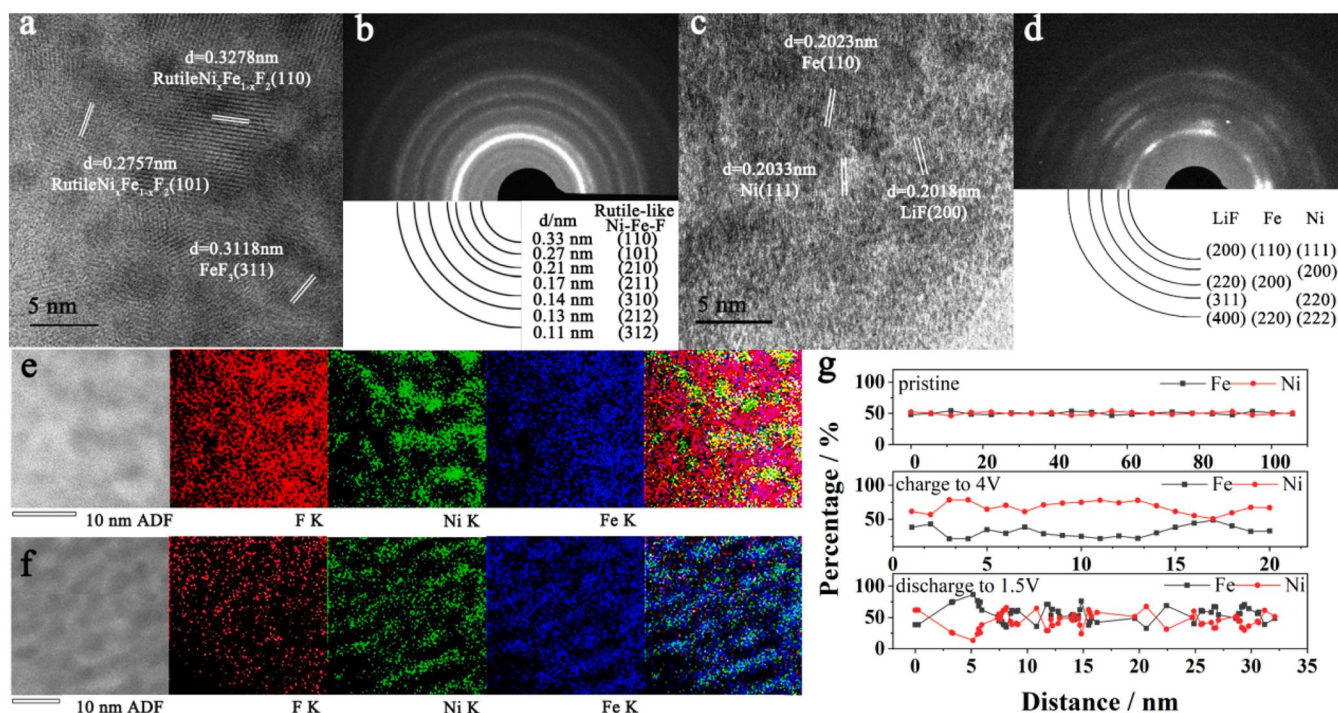 a
d=0.3278nm
RutileNiₓFe₁₋ₓF₂(110)
d=0.2757nm
RutileNiₓFe₁₋ₓF₂(101)
d=0.3118nm
FeF₃(311)
5 nm
b
d/nm Rutile-like Ni-Fe-F
0.33 nm (110)
0.27 nm (101)
0.21 nm (210)
0.17 nm (211)
0.14 nm (310)
0.13 nm (212)
0.11 nm (312)
c
d=0.2023nm
Fe(110)
d=0.2033nm
Ni(111)
d=0.2018nm
LiF(200)
5 nm
d
LiF Fe Ni
(200) (110) (111)
(200)
(220) (200)
(311) (220)
(400) (220) (222)
e
10 nm ADF F K Ni K Fe K
f
10 nm ADF F K Ni K Fe K
g
Percentage / %
pristine Fe Ni
100
50
0
0 20 40 60 80 100
charge to 4V Fe Ni
100
50
0 5 10 15 20
discharge to 1.5V Fe Ni
100
50
0
0 5 10 15 20 25 30 35
Distance / nm